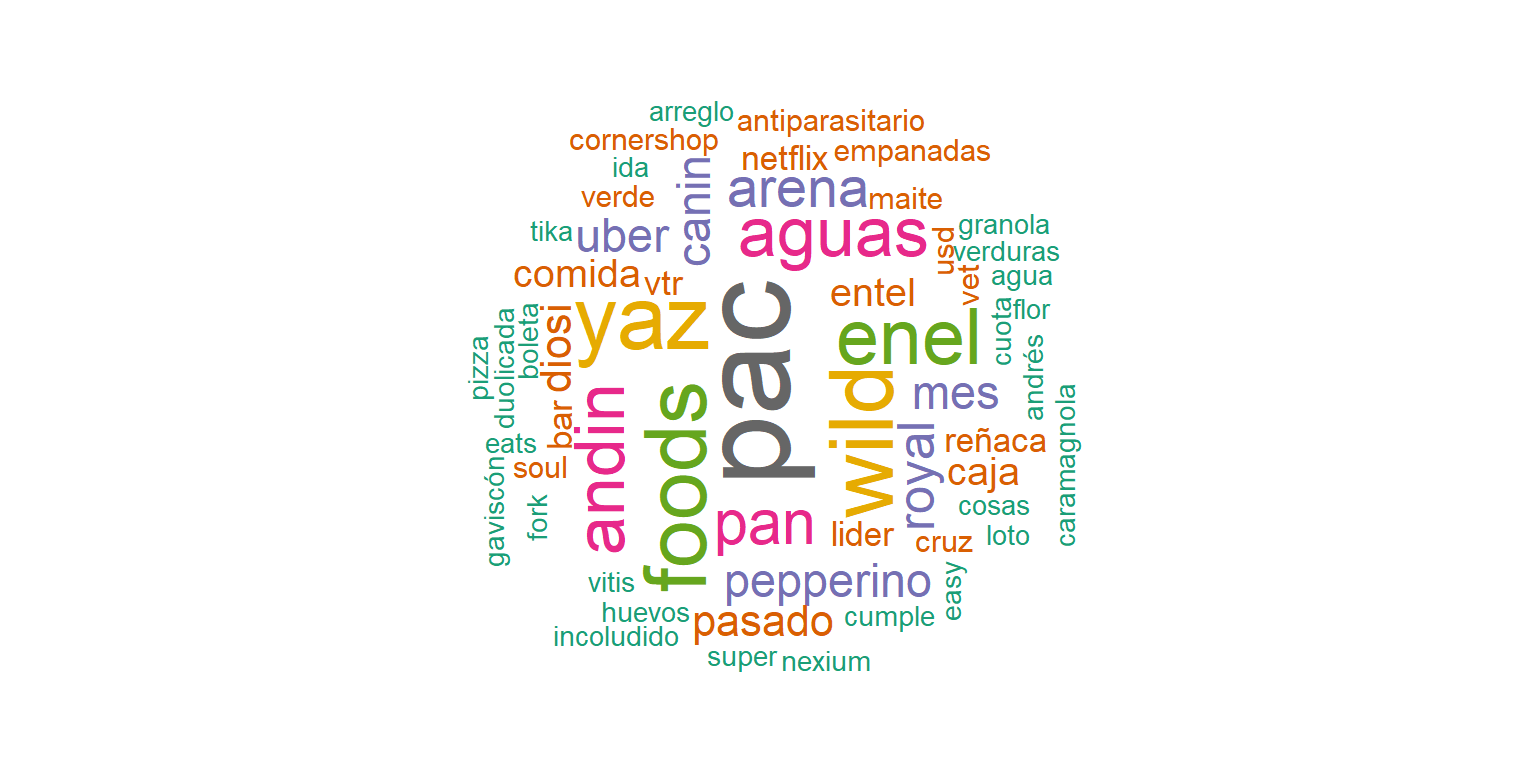 arreglo
antiparasitario
cornershop
netflix
empanadas
ida
canin
arena
verde
maite
tika
uber
aguas
usd
granola
verduras
comida
vtr
vet
agua
entel
yaz
pac
enel
cuota
flor
diosi
boleta
duolicada
pizza
andrés
wild
mes
andin
foods
bar
royal
reñaca
caramagnola
eats
soul
caja
gaviscón
fork
pan
lider
cruz
cosas
loto
vitis
pepperino
easy
huevos
pasado
cumple
incoludido
super
nexium